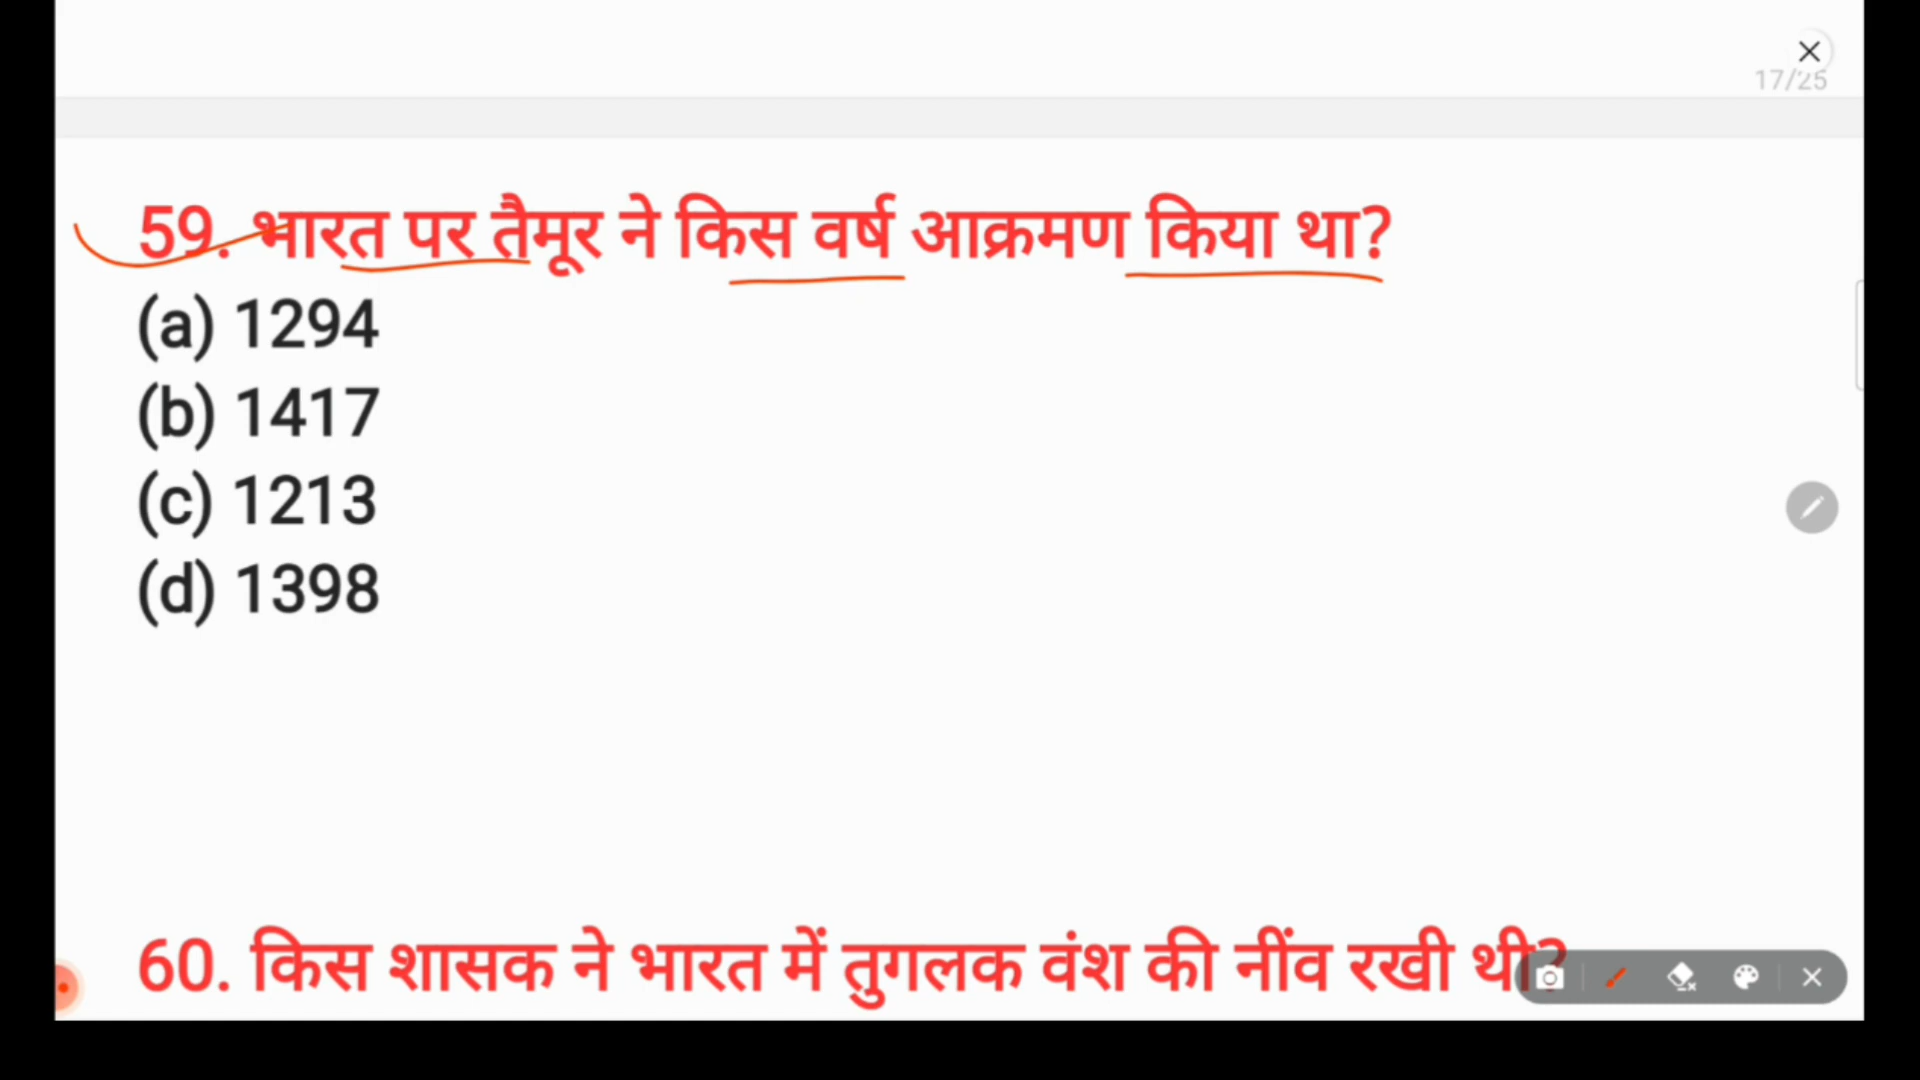 17/25
59. भारत पर तैमूर ने किस वर्ष आक्रमण किया था?
(a) 1294
(b) 1417
(c) 1213
(d) 1398
60. किस शासक ने भारत में तुगलक वंश की नींव रखी थी?